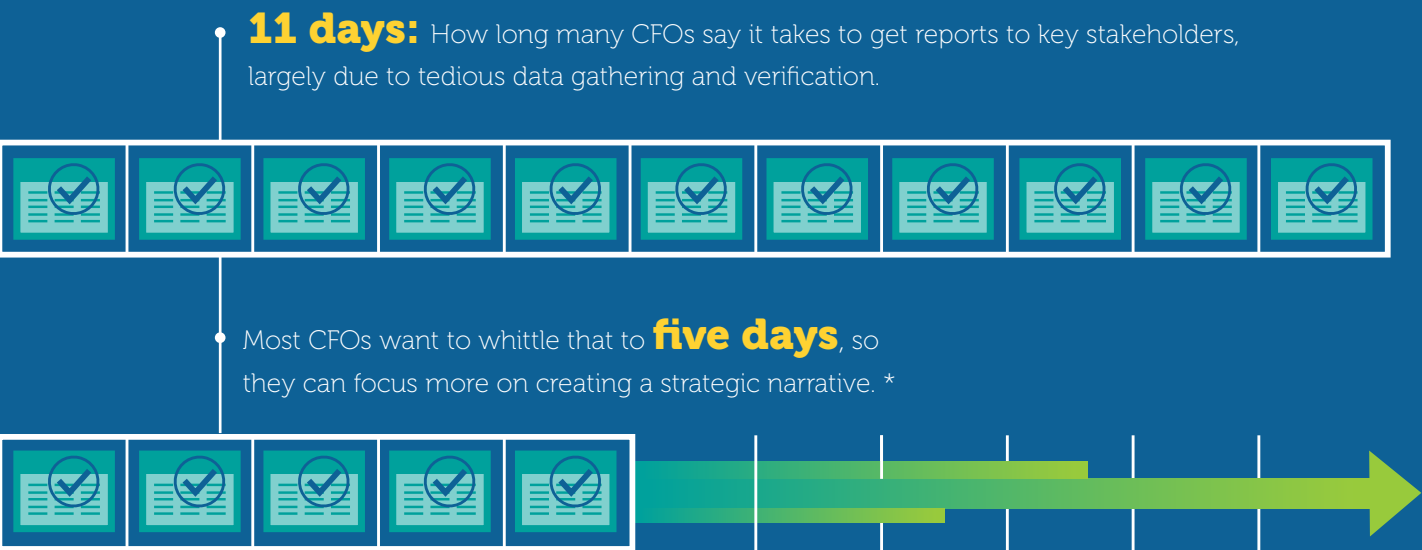 11 days: How long many CFOs say it takes to get reports to key stakeholders,
largely due to tedious data gathering and verification.
Most CFOs want to whittle that to five days, so
they can focus more on creating a strategic narrative. *